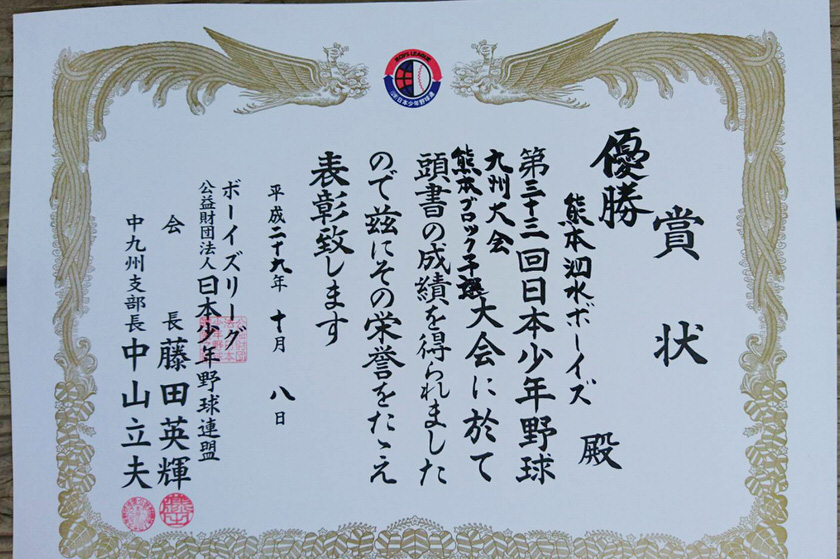 賞状
優勝
熊本泗水ボーイズ 殿
第三十三回日本少年野球
九州大会
熊本ブロック予選大会に於て
頭書の成績を得られました
ので茲にその栄誉をたゝえ
表彰致します
平成二十九年 十月 八日
ボーイズリーグ
公益財団法人日本少年野球連盟
会長 藤田英輝
中九州支部長 中山立夫
BOYS LEAGUE